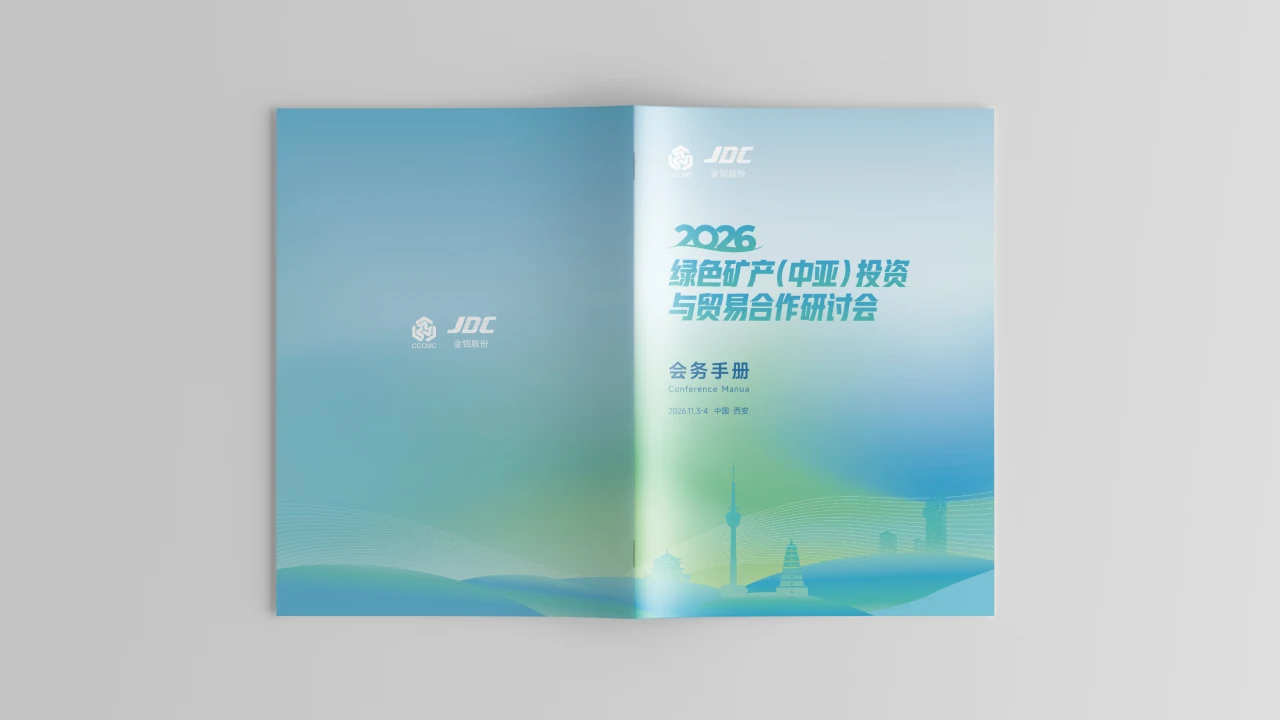 CCCMC
JDC
金钼股份
CCCMC
JDC
金钼股份
2026
绿色矿产(中亚)投资
与贸易合作研讨会
会务手册
Conference Manua
2026.11.3-4 中国·西安